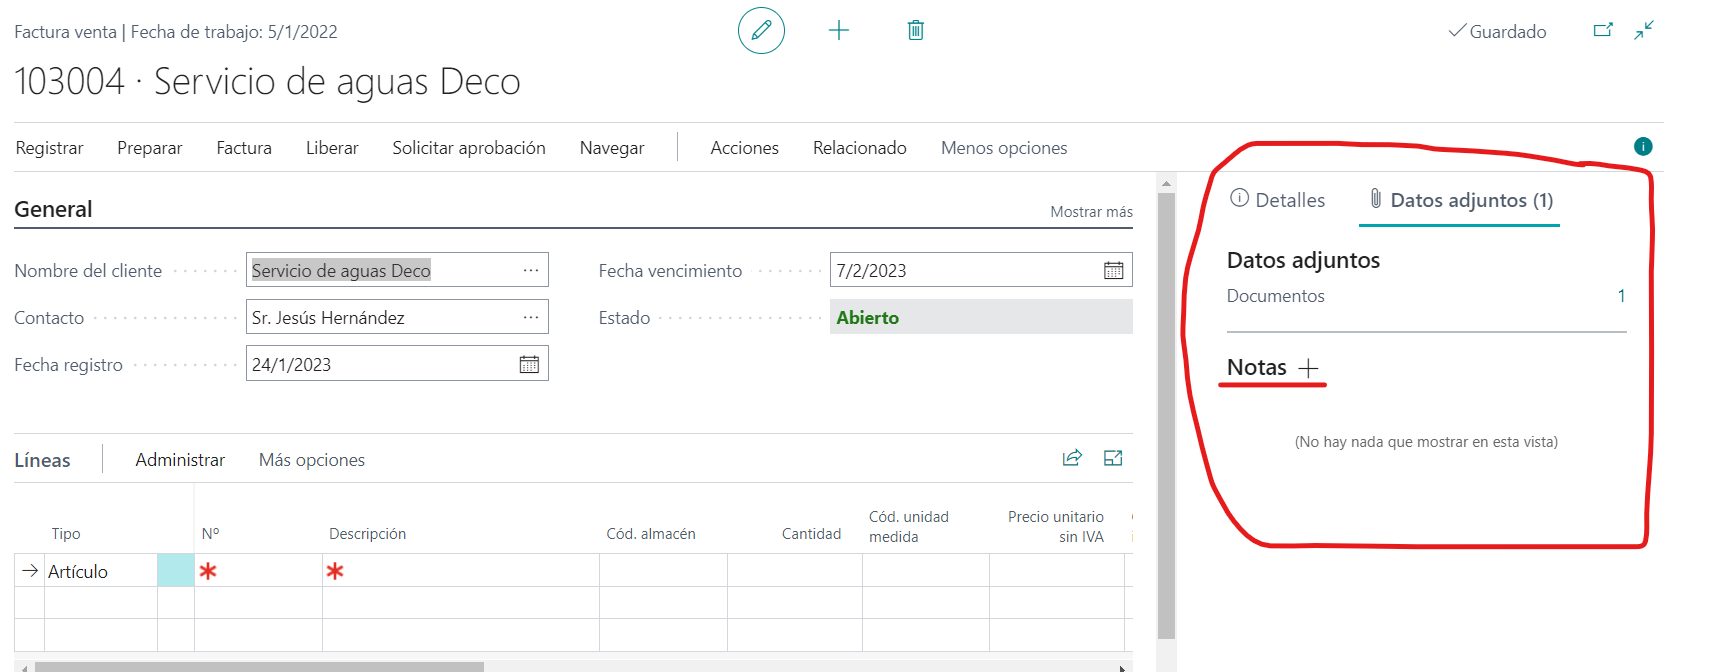 Factura venta | Fecha de trabajo: 5/1/2022
Guardado
103004 · Servicio de aguas Deco
Registrar Preparar Factura Liberar Solicitar aprobación Navegar Acciones Relacionado Menos opciones
General
Mostrar más
Nombre del cliente Servicio de aguas Deco
Contacto Sr. Jesús Hernández
Fecha registro 24/1/2023
Fecha vencimiento 7/2/2023
Estado Abierto
Líneas Administrar Más opciones
Tipo Nº Descripción Cód. almacén Cantidad Cód. unidad medida Precio unitario sin IVA
Artículo * *
Detalles Datos adjuntos (1)
Datos adjuntos
Documentos 1
Notas +
(No hay nada que mostrar en esta vista)